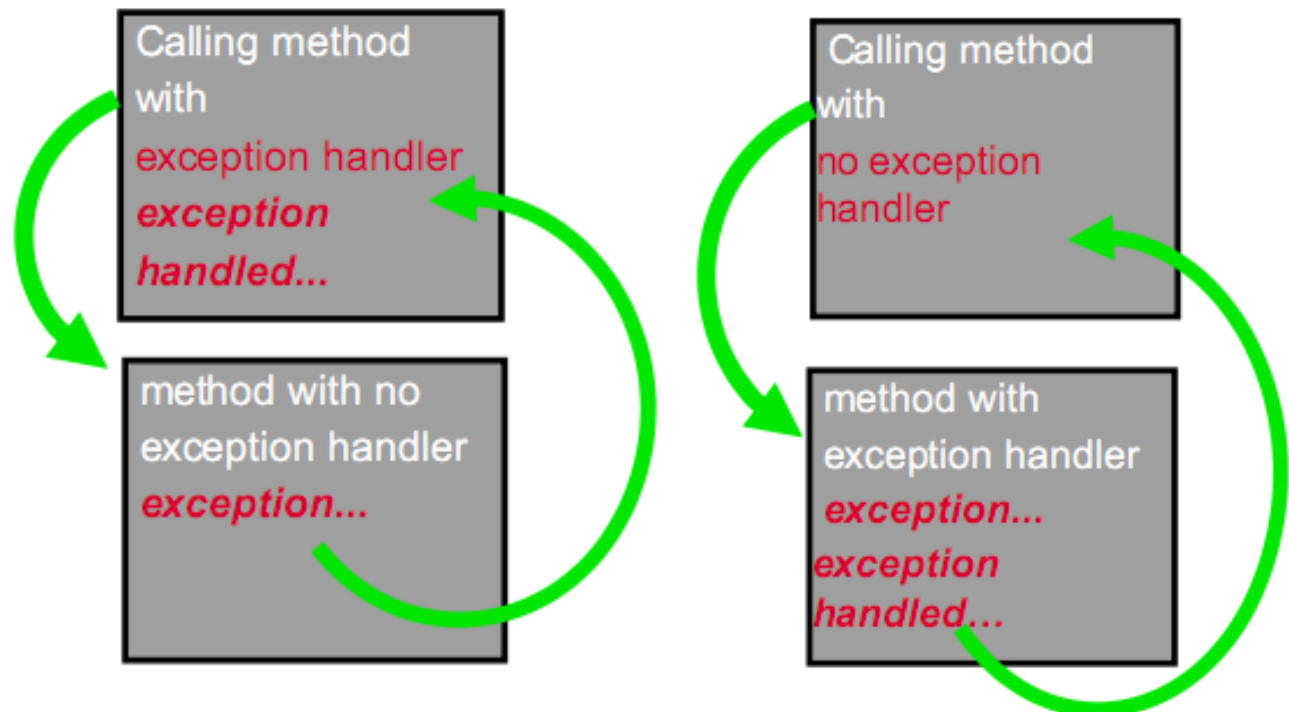 Calling method
with
exception handler
exception
handled...
method with no
exception handler
exception...
Calling method
with
no exception
handler
method with
exception handler
exception...
exception
handled...